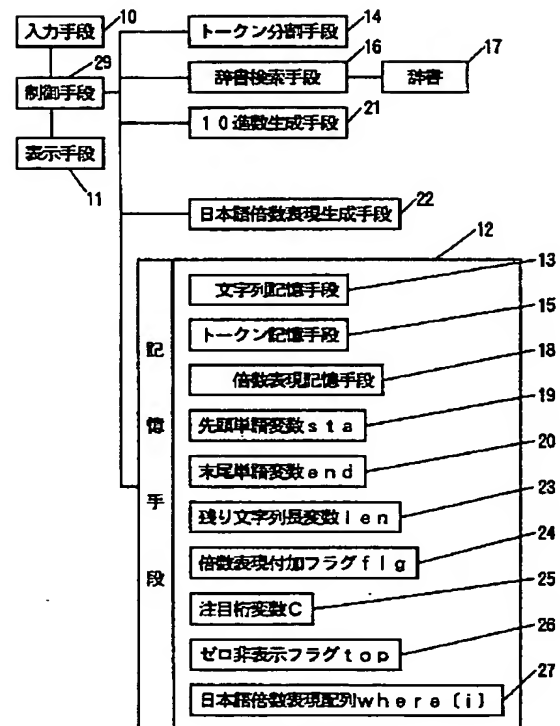 入力手段
10
29
制御手段
表示手段
11
トークン分割手段
14
16
17
辞書検索手段
辞書
10進数生成手段
21
日本語倍数表現生成手段
22
12
記憶手段
文字列記憶手段
13
トークン記憶手段
15
倍数表現記憶手段
18
先頭単語変数sta
19
末尾単語変数end
20
残り文字列長変数len
23
倍数表現付加フラグflg
24
注目桁変数C
25
ゼロ非表示フラグtop
26
日本語倍数表現配列where〔i〕
27